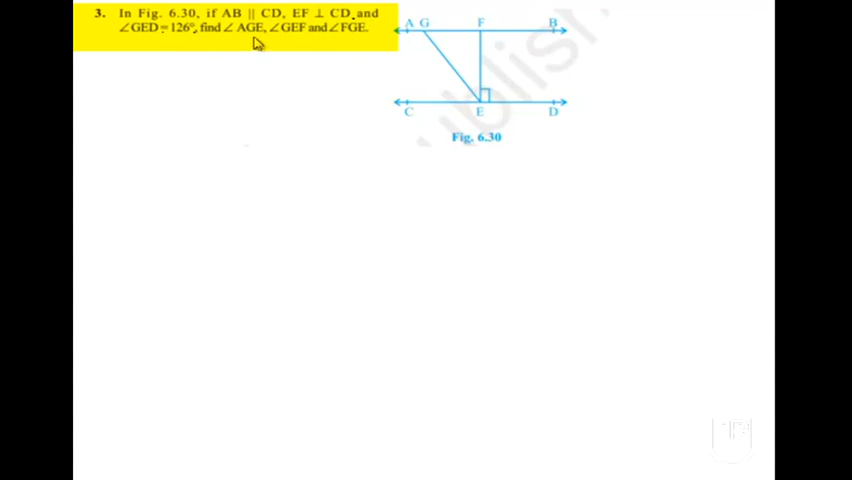 3. In Fig. 6.30, if AB || CD, EF ⊥ CD and
∠GED = 126°, find ∠ AGE, ∠GEF and ∠FGE.
A G F B
C E D
Fig. 6.30